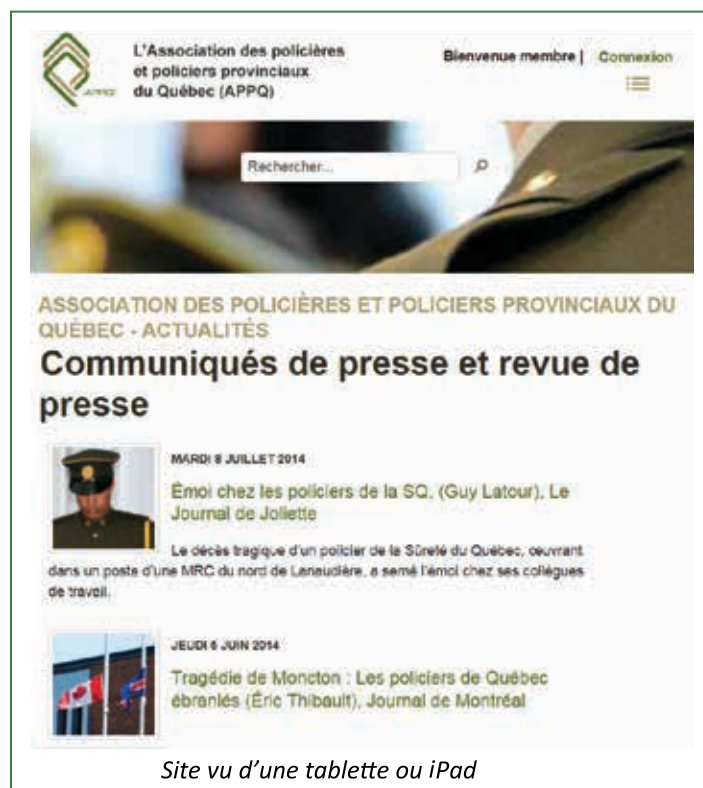 L'Association des policières
et policiers provinciaux
du Québec (APPQ)
APPQ
Bienvenue membre | Connexion
Rechercher...
ASSOCIATION DES POLICIÈRES ET POLICIERS PROVINCIAUX DU
QUÉBEC - ACTUALITÉS
Communiqués de presse et revue de
presse
MARDI 8 JUILLET 2014
Émoi chez les policiers de la SQ, (Guy Latour), Le
Journal de Joliette
Le décès tragique d'un policier de la Sûreté du Québec, œuvrant
dans un poste d'une MRC du nord de Lanaudière, a semé l'émoi chez ses collègues
de travail.
JEUDI 5 JUIN 2014
Tragédie de Moncton : Les policiers de Québec
ébranlés (Éric Thibault), Journal de Montréal
Site vu d'une tablette ou iPad